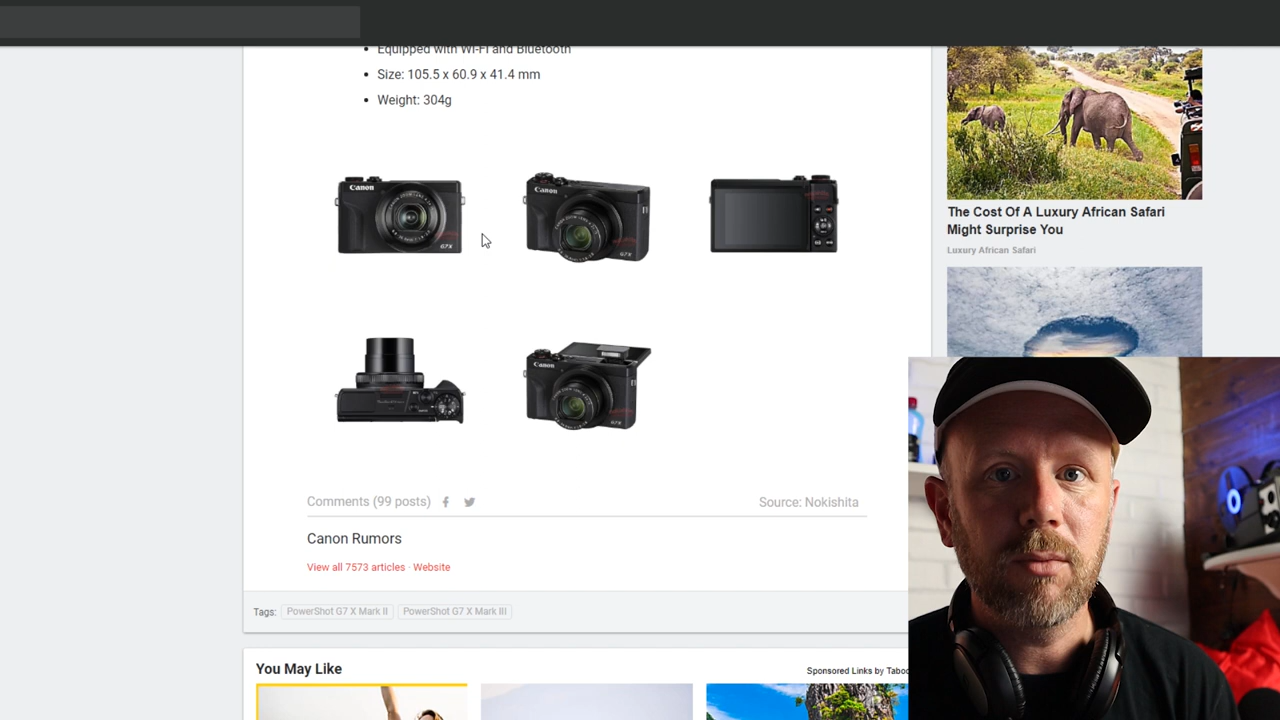 Equipped with Wi-Fi and Bluetooth
Size: 105.5 x 60.9 x 41.4 mm
Weight: 304g
Canon
G7X
Canon
G7X
Canon
G7X
Comments (99 posts)
Source: Nokishita
Canon Rumors
View all 7573 articles · Website
Tags: PowerShot G7 X Mark II PowerShot G7 X Mark III
You May Like
Sponsored Links by Taboo
The Cost Of A Luxury African Safari
Might Surprise You
Luxury African Safari